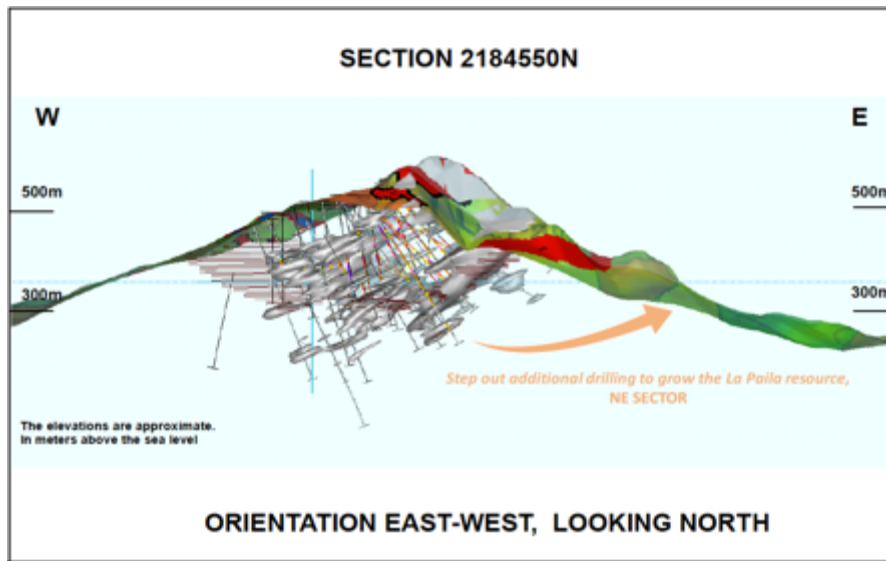 SECTION 2184550N
W
E
500m
500m
300m
300m
Step out additional drilling to grow the La Paila resource,
NE SECTOR
The elevations are approximate.
In meters above the sea level
ORIENTATION EAST-WEST, LOOKING NORTH